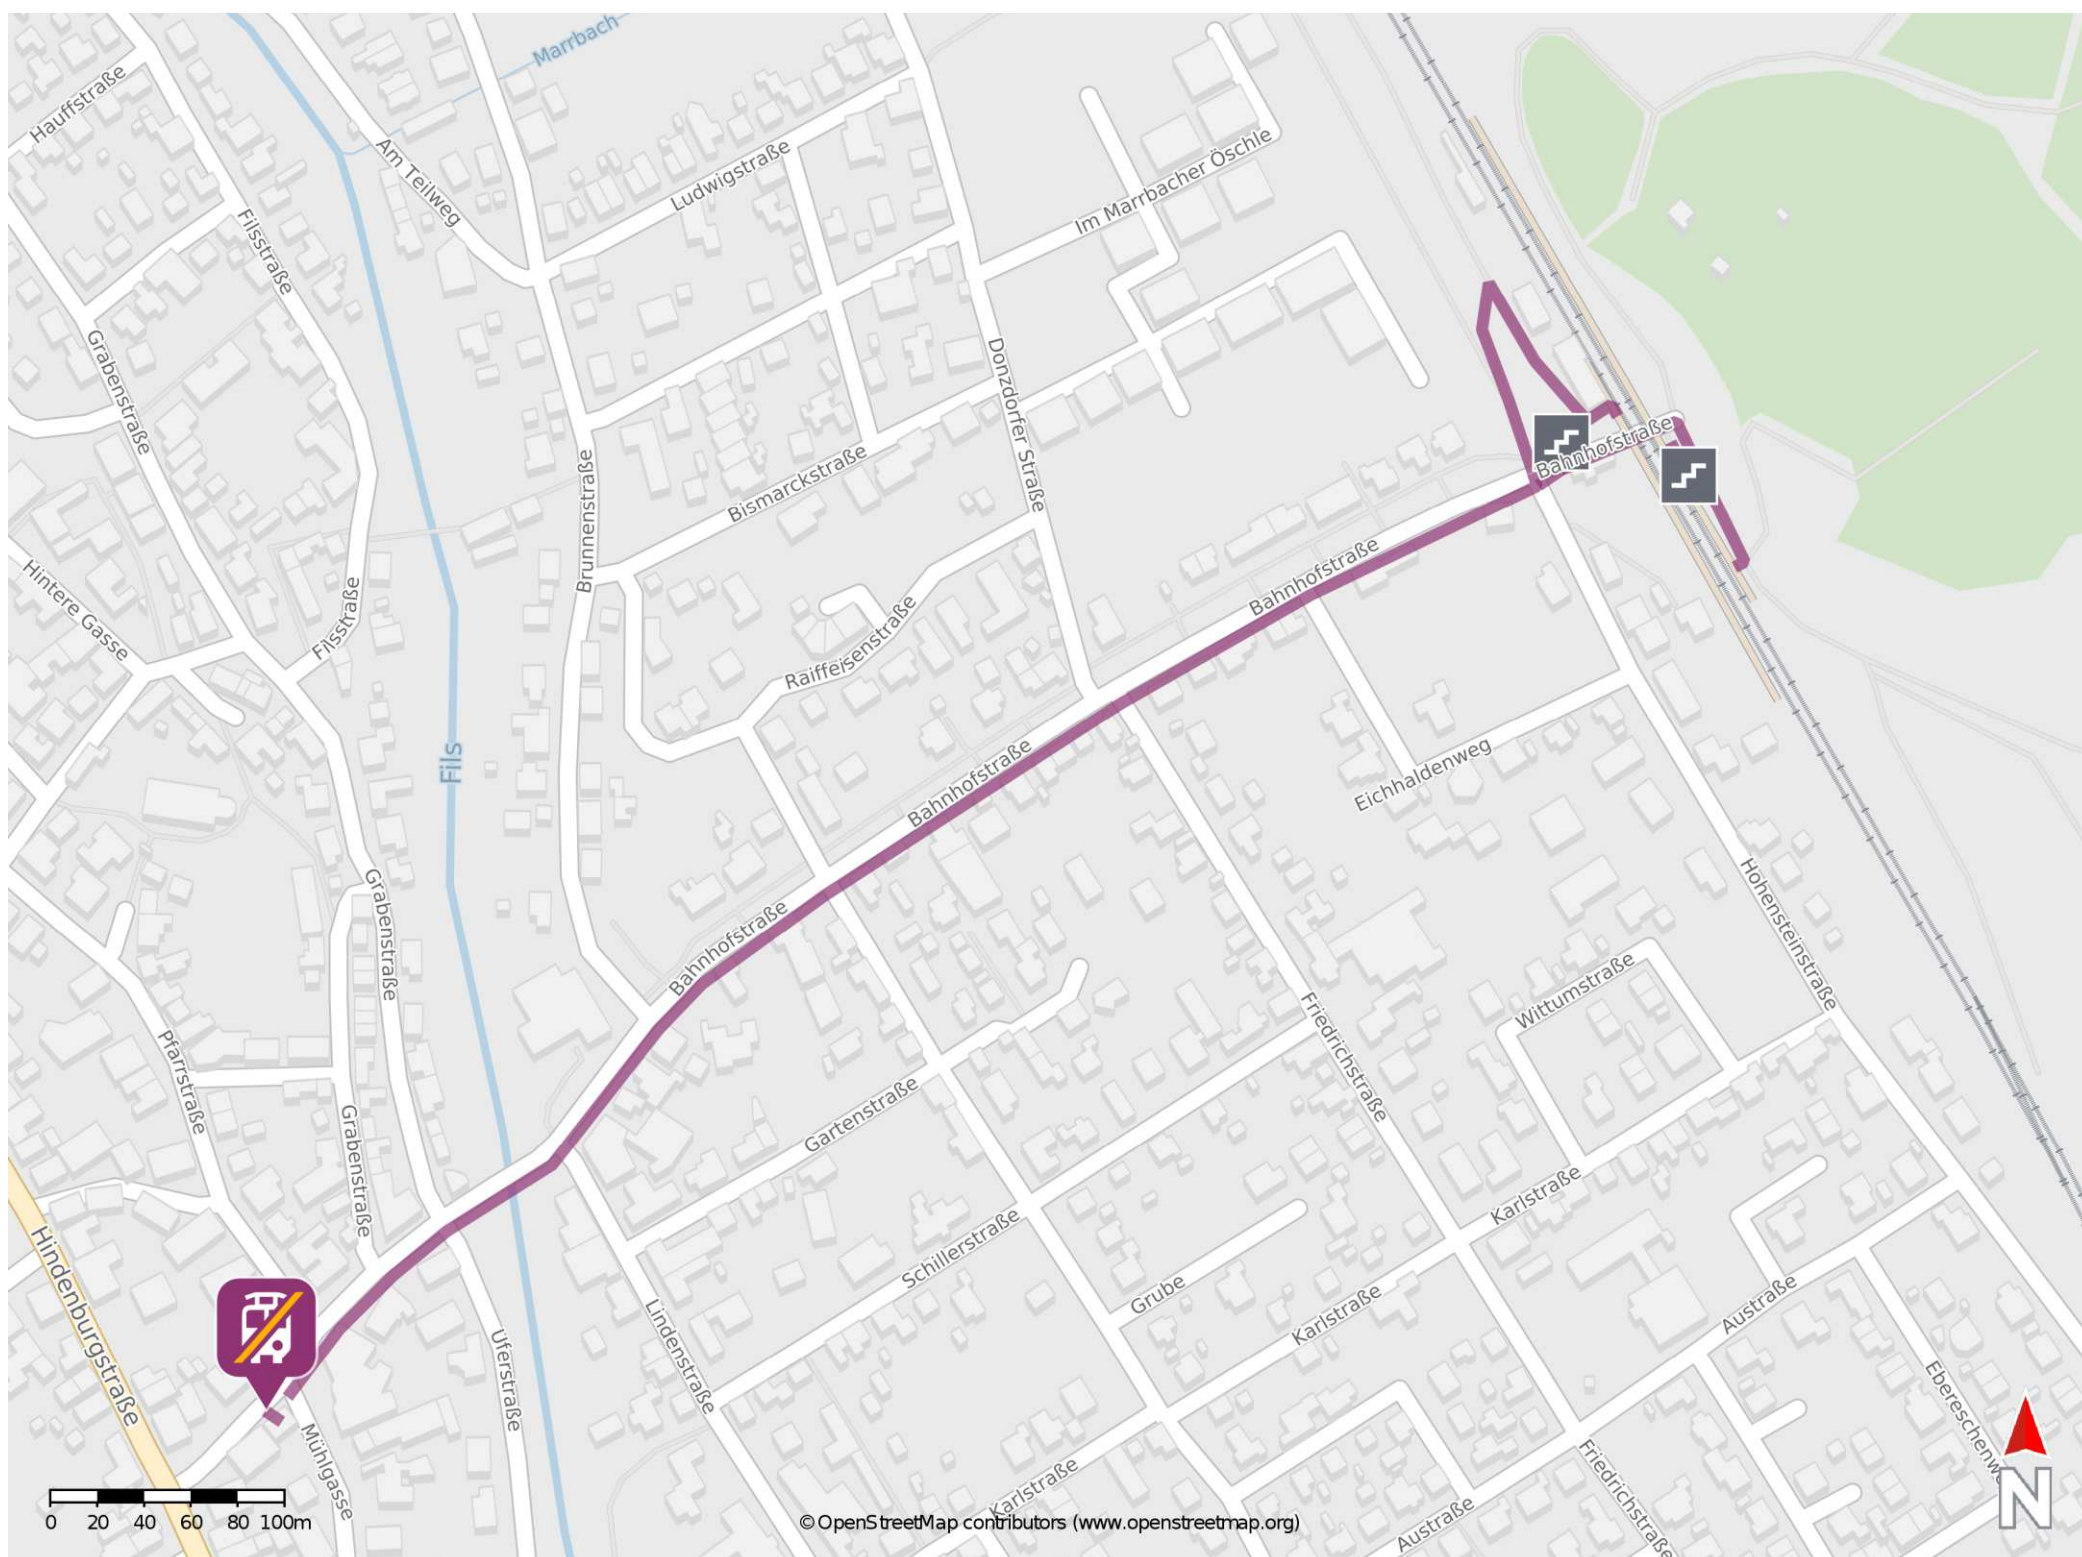 Marrbach
Hauffstraße
Am Teilweg
Ludwigstraße
Im Marrbacher Öschle
Filsstraße
Grabenstraße
Donzdorfer Straße
Bahnhofstraße
Bismarckstraße
Brunnenstraße
Bahnhofstraße
Hintere Gasse
Filsstraße
Raiffeisenstraße
Fils
Bahnhofstraße
Eichhaldenweg
Hohensteinstraße
Grabenstraße
Bahnhofstraße
Wittumstraße
Pfarrstraße
Friedrichstraße
Gartenstraße
Grabenstraße
Karlstraße
Schillerstraße
Hindenburgstraße
Grube
Karlstraße
Austraße
Lindenstraße
Uferstraße
Ebereschenwe
Mühlgasse
Karlstraße
Friedrichstraße
Austraße
N
0 20 40 60 80 100m
© OpenStreetMap contributors (www.openstreetmap.org)